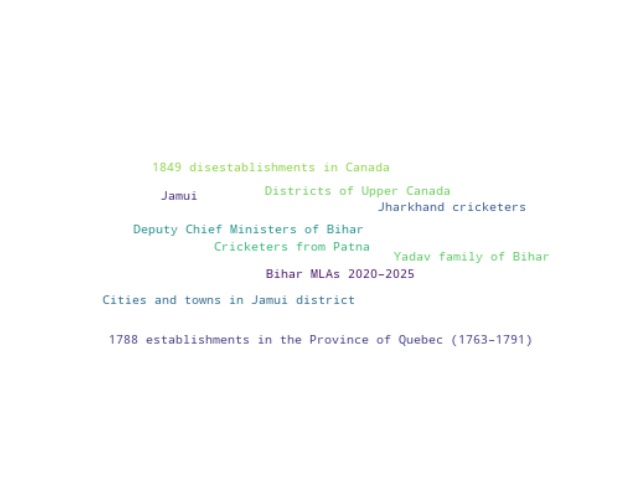 1849 disestablishments in Canada
Districts of Upper Canada
Jamui
Jharkhand cricketers
Deputy Chief Ministers of Bihar
Cricketers from Patna
Yadav family of Bihar
Bihar MLAs 2020–2025
Cities and towns in Jamui district
1788 establishments in the Province of Quebec (1763–1791)